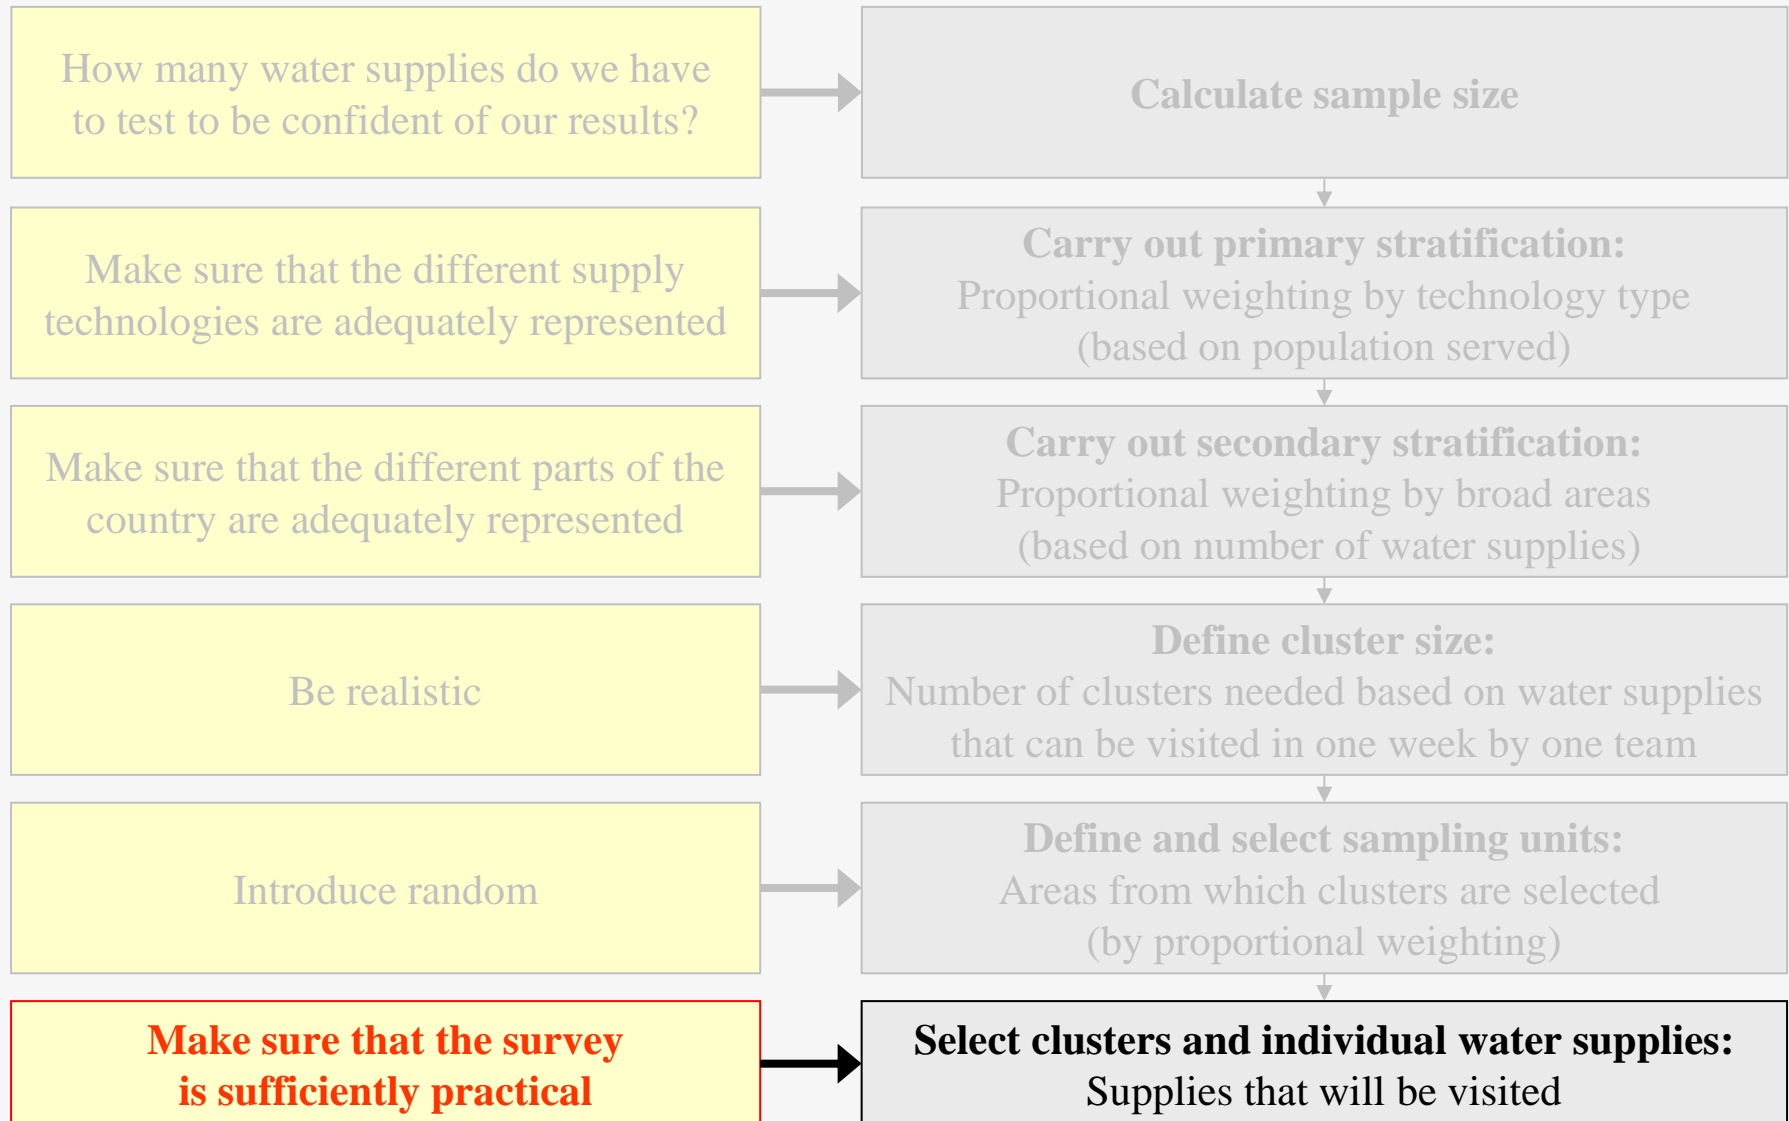 How many water supplies do we have
to test to be confident of our results?
Calculate sample size
Make sure that the different supply
technologies are adequately represented
Carry out primary stratification:
Proportional weighting by technology type
(based on population served)
Make sure that the different parts of the
country are adequately represented
Carry out secondary stratification:
Proportional weighting by broad areas
(based on number of water supplies)
Be realistic
Define cluster size:
Number of clusters needed based on water supplies
that can be visited in one week by one team
Introduce random
Define and select sampling units:
Areas from which clusters are selected
(by proportional weighting)
Make sure that the survey
is sufficiently practical
Select clusters and individual water supplies:
Supplies that will be visited